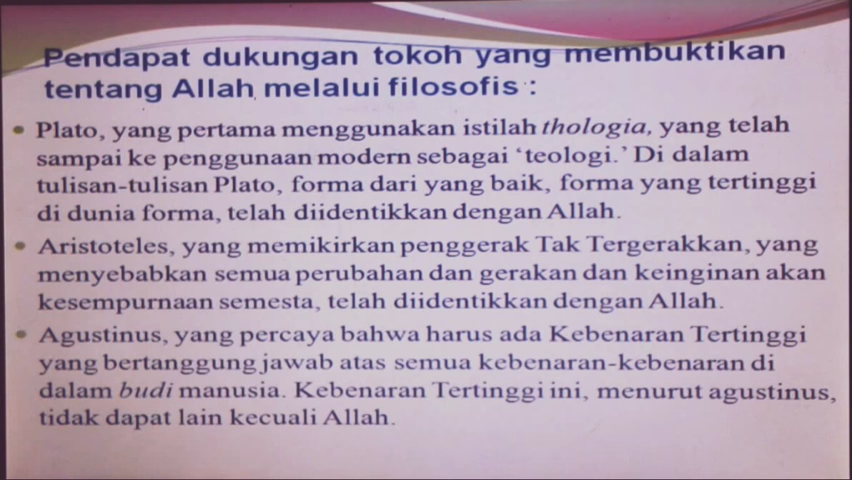 Pendapat dukungan tokoh yang membuktikan
tentang Allah melalui filosofis :
• Plato, yang pertama menggunakan istilah thologia, yang telah
sampai ke penggunaan modern sebagai ‘teologi.’ Di dalam
tulisan-tulisan Plato, forma dari yang baik, forma yang tertinggi
di dunia forma, telah diidentikkan dengan Allah.
• Aristoteles, yang memikirkan penggerak Tak Tergerakkan, yang
menyebabkan semua perubahan dan gerakan dan keinginan akan
kesempurnaan semesta, telah diidentikkan dengan Allah.
• Agustinus, yang percaya bahwa harus ada Kebenaran Tertinggi
yang bertanggung jawab atas semua kebenaran-kebenaran di
dalam budi manusia. Kebenaran Tertinggi ini, menurut agustinus,
tidak dapat lain kecuali Allah.